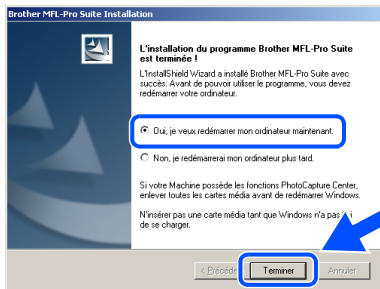 Brother MFL-Pro Suite Installation
L'installation du programme Brother MFL-Pro Suite
est terminée !
L'InstallShield Wizard a installé Brother MFL-Pro Suite avec
succès. Avant de pouvoir utiliser le programme, vous devez
redémarrer votre ordinateur.
Oui, je veux redémarrer mon ordinateur maintenant.
Non, je redémarrerai mon ordinateur plus tard.
Si votre Machine possède les fonctions PhotoCapture Center,
enlever toutes les cartes média avant de redémarrer Windows.
N'insérer pas une carte média tant que Windows n'a pas
de se charger.
< Précéde Terminer Annuler